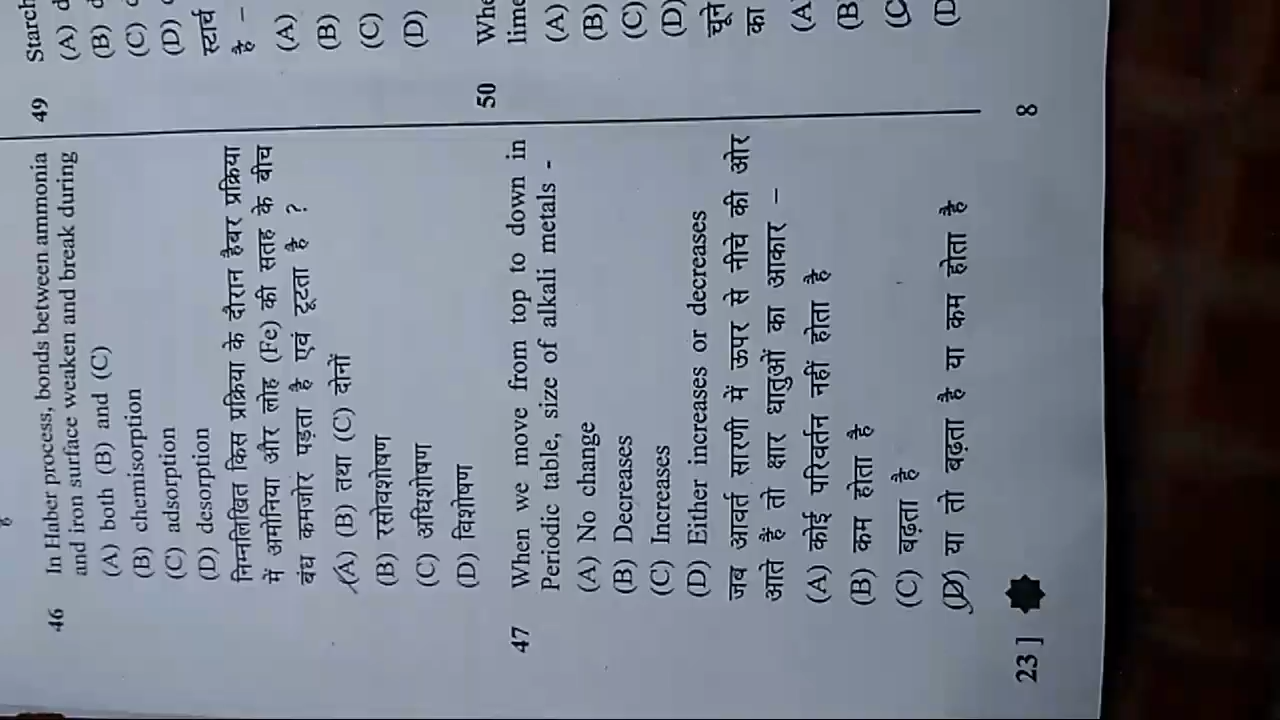 46 In Haber process, bonds between ammonia
and iron surface weaken and break during
(A) both (B) and (C)
(B) chemisorption
(C) adsorption
(D) desorption
निम्नलिखित किस प्रक्रिया के दौरान हैबर प्रक्रिया
में अमोनिया और लोह (Fe) की सतह के बीच
बंध कमजोर पड़ता है एवं टूटता है ?
(A) (B) तथा (C) दोनों
(B) रसोवशोषण
(C) अधिशोषण
(D) विशोषण
47 When we move from top to down in
Periodic table, size of alkali metals -
(A) No change
(B) Decreases
(C) Increases
(D) Either increases or decreases
जब आवर्त सारणी में ऊपर से नीचे की ओर
आते हैं तो क्षार धातुओं का आकार –
(A) कोई परिवर्तन नहीं होता है
(B) कम होता है
(C) बढ़ता है
(D) या तो बढ़ता है या कम होता है
49 Starch
(A)
(B)
(C)
(D)
स्टार्च
है –
(A)
(B)
(C)
(D)
50
lime
(A)
(B)
(C)
(D)
चूने
का
(A)
(B)
(C)
(D)
23 ] 8